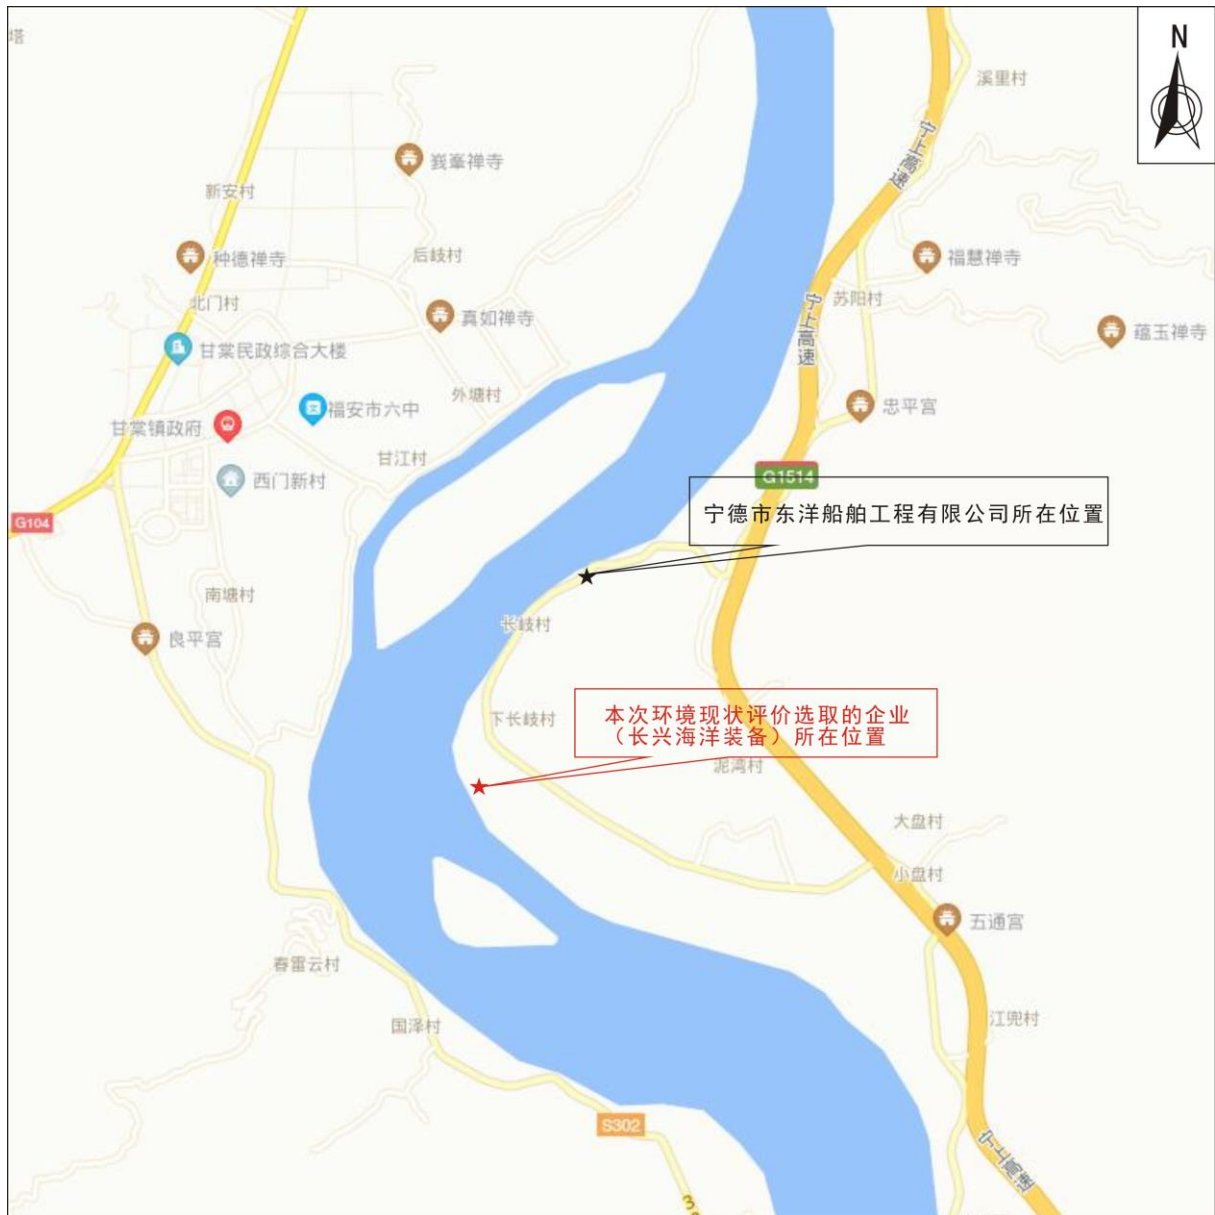 塔
N
溪里村
宁上高速
峩峯禅寺
新安村
种德禅寺
后岐村
福慧禅寺
北门村
苏阳村
真如禅寺
宁上高速
蕴玉禅寺
甘棠民政综合大楼
外塘村
福安市六中
忠平宫
甘棠镇政府
甘江村
西门新村
G1514
G104
宁德市东洋船舶工程有限公司所在位置
南塘村
长岐村
良平宫
下长岐村
本次环境现状评价选取的企业
（长兴海洋装备）所在位置
泥湾村
大盘村
小盘村
五通宫
春雷云村
江兜村
国泽村
S302
宁上高速